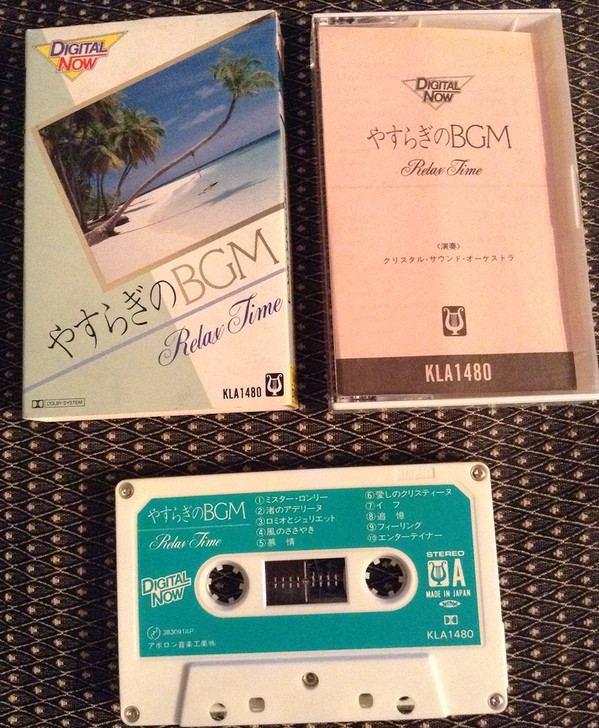 DIGITAL
NOW
やすらぎのBGM
Relax Time
KLA1480
DOLBY SYSTEM
DIGITAL
NOW
やすらぎのBGM
Relax Time
〈演奏〉
クリスタル・サウンド・オーケストラ
KLA1480
やすらぎのBGM
Relax Time
DIGITAL
NOW
①ミスター・ロンリー
②渚のアデリーヌ
③ロミオとジュリエット
④風のささやき
⑤慕情
⑥愛しのクリスティーヌ
⑦イフ
⑧追憶
⑨フィーリング
⑩エンターテイナー
STEREO
A
MADE IN JAPAN
KLA1480
383091AP
アポロン音楽工業㈱